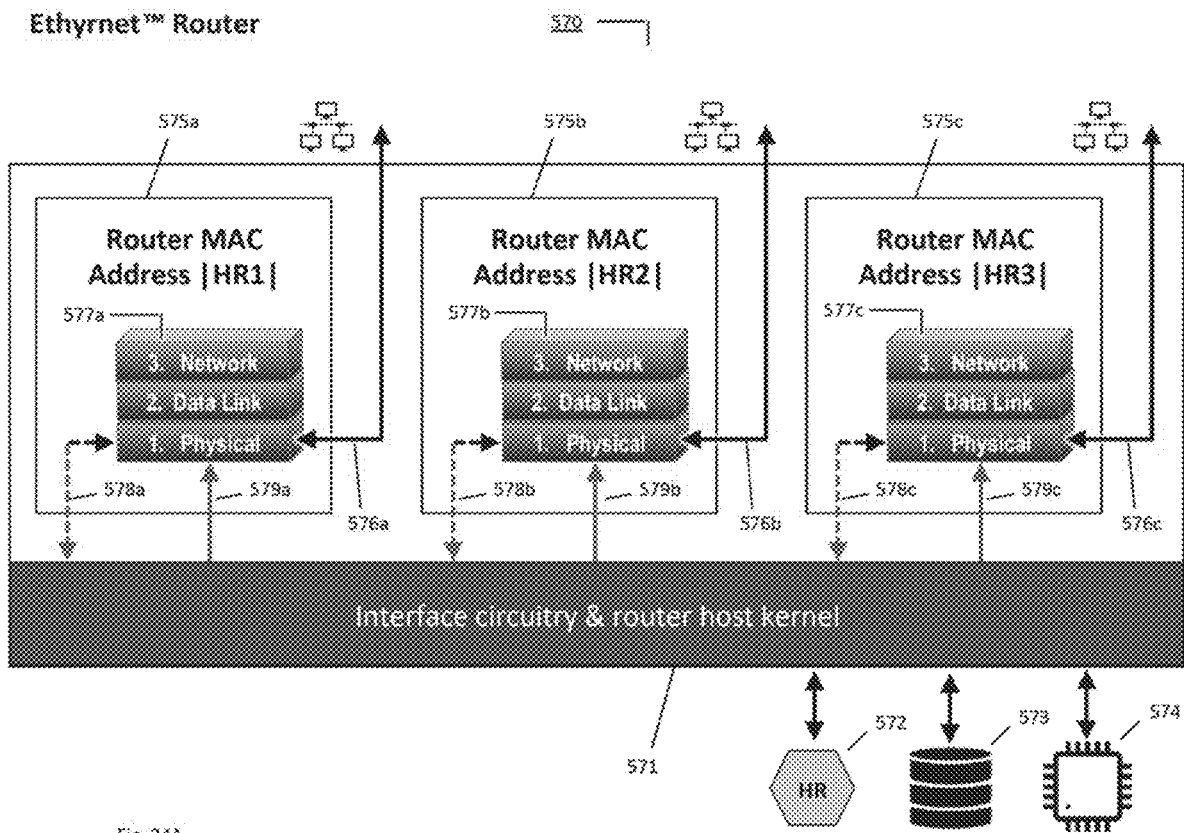 Ethyrnet™ Router
570
575a
575b
575c
Router MAC
Address |HR1|
Router MAC
Address |HR2|
Router MAC
Address |HR3|
577a
577b
577c
3. Network
2. Data Link
1. Physical
3. Network
2. Data Link
1. Physical
3. Network
2. Data Link
1. Physical
578a
579a
576a
578b
579b
576b
578c
579c
576c
Interface circuitry & router host kernel
571
572
573
574
HR